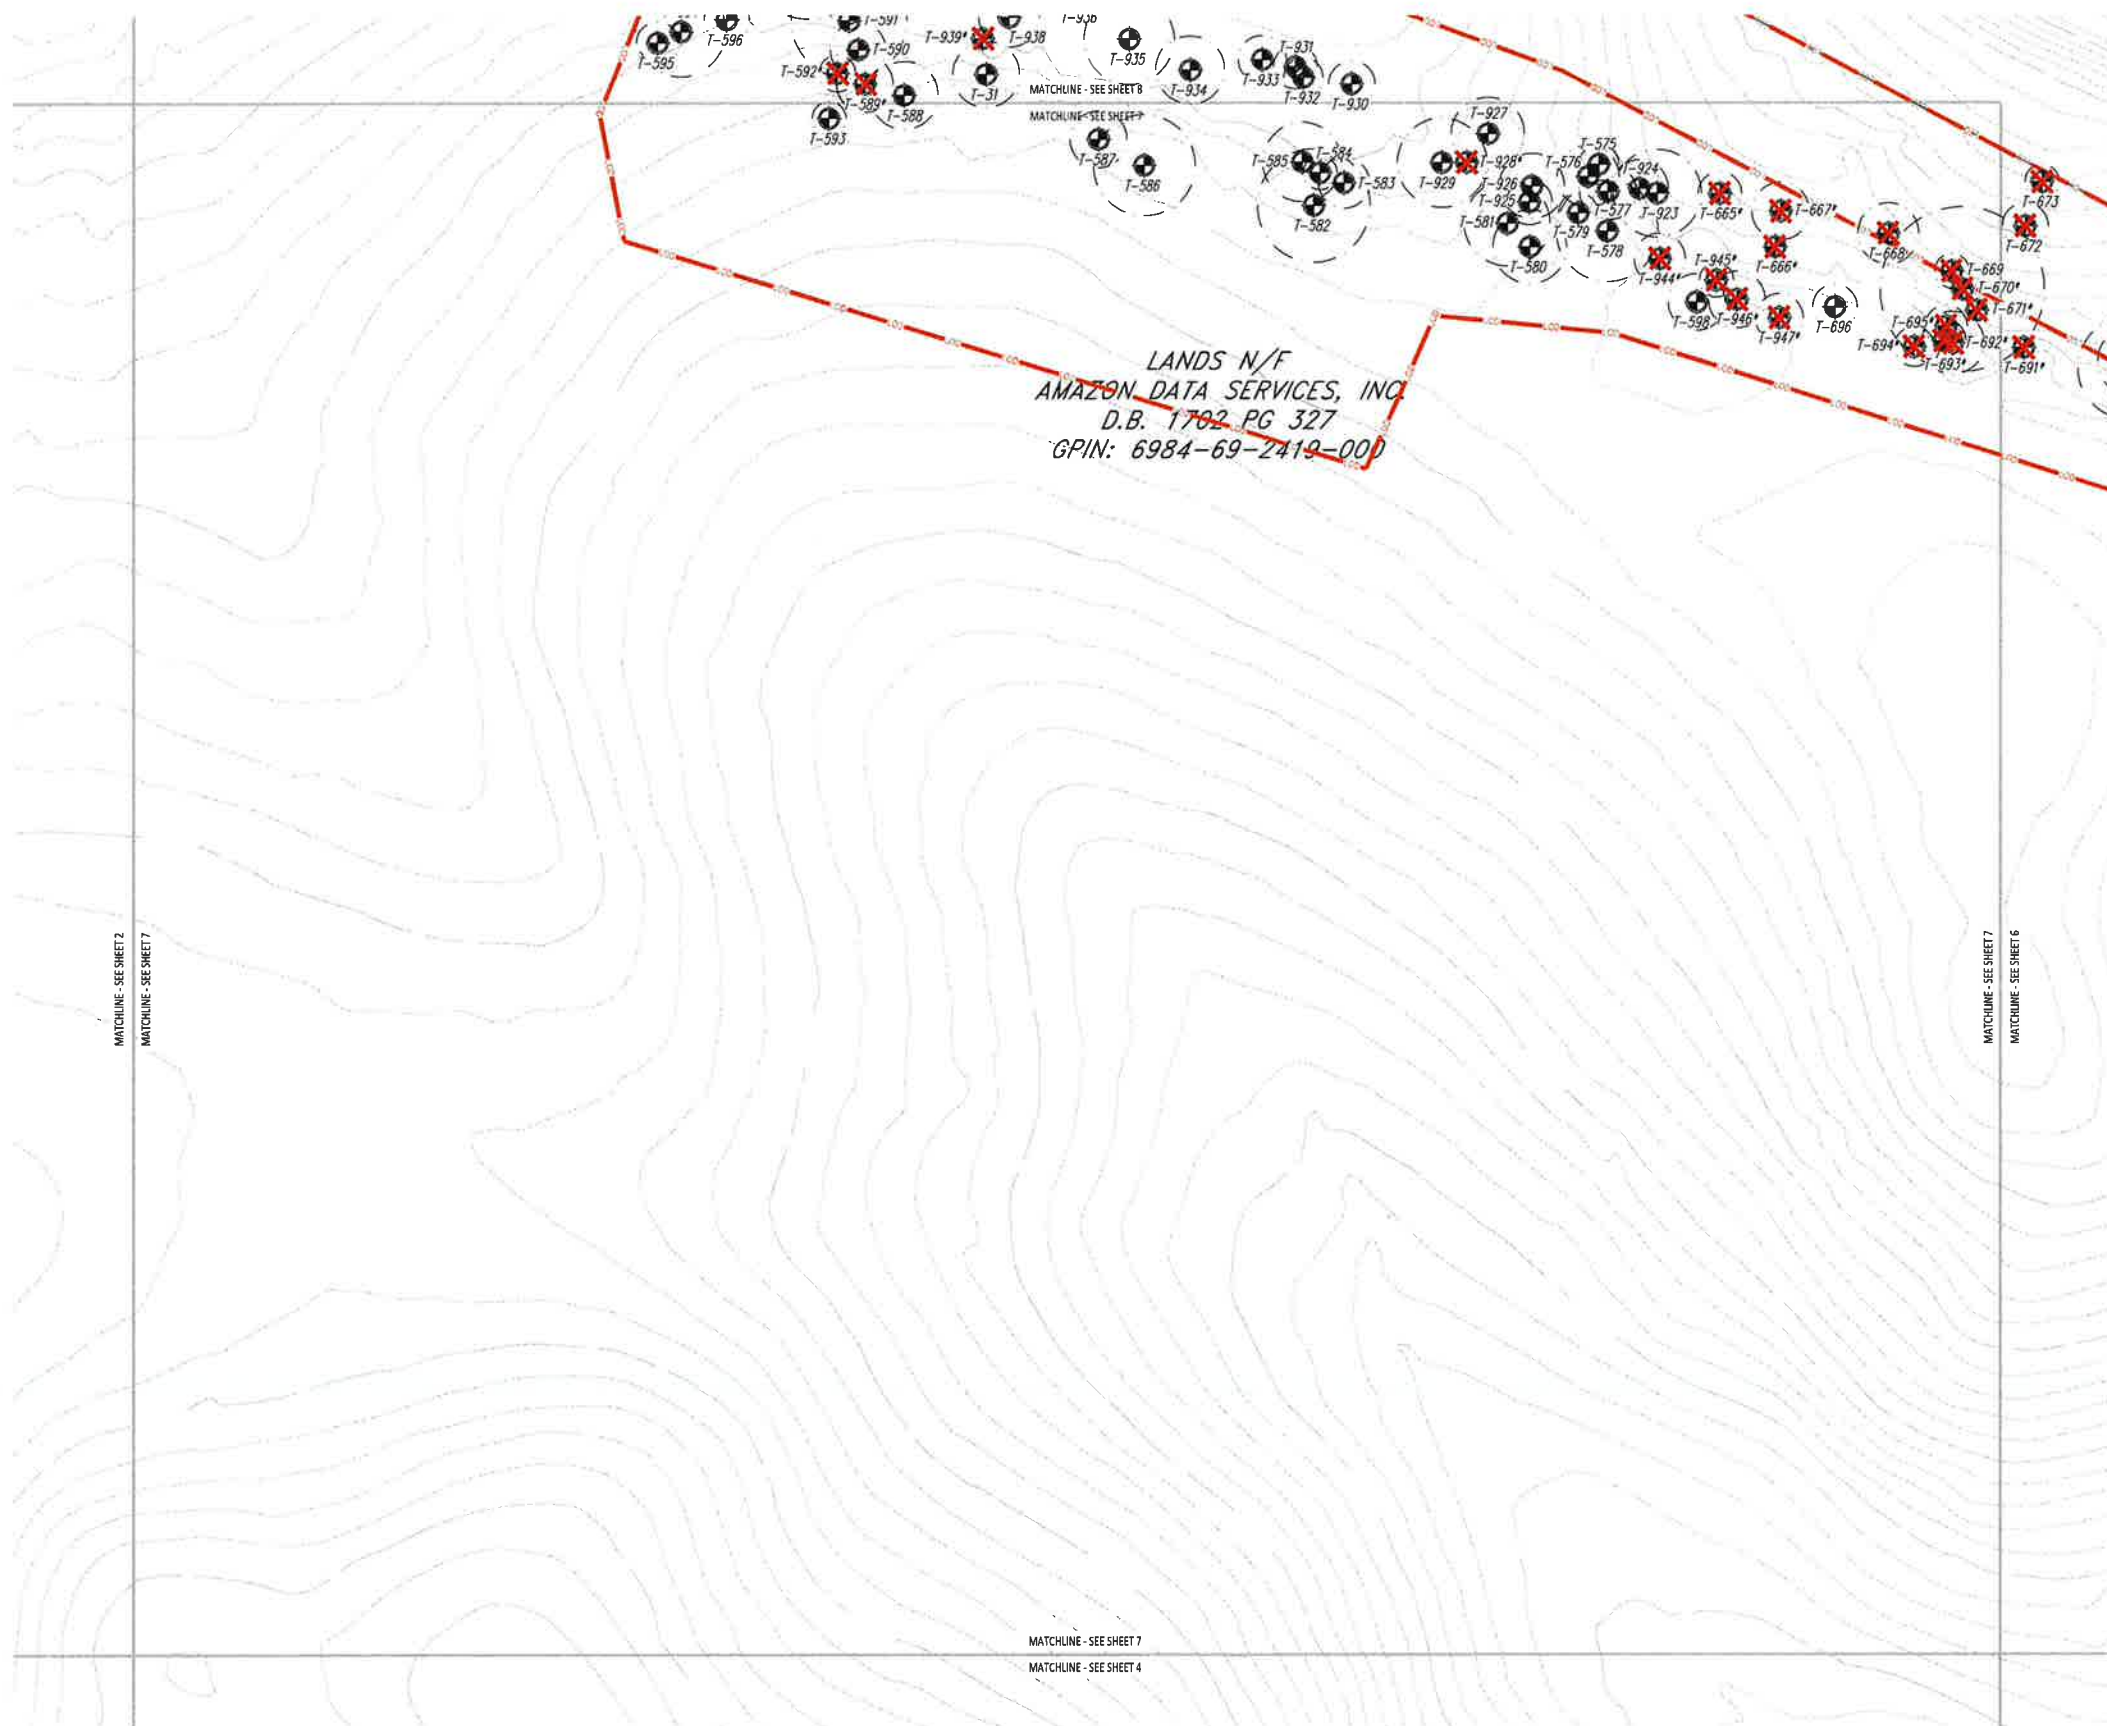 T-591
T-936
T-596
T-939*
T-938
T-595
T-590
T-935
T-931
T-592*
T-31
T-934
T-933
T-932
T-930
MATCHLINE - SEE SHEET 8
T-589*
T-588
MATCHLINE - SEE SHEET 7
T-593
T-927
T-587
T-586
T-585
T-584
T-583
T-582
T-929
T-928*
T-575
T-576
T-924
T-926
T-925
T-577
T-923
T-581
T-579
T-578
T-580
T-665*
T-667*
T-673
T-672
T-668
T-666*
T-944*
T-945*
T-669
T-670*
T-671*
T-598
T-946*
T-947*
T-696
T-695*
T-694*
T-692*
T-693*
T-691*
LANDS N/F
AMAZON DATA SERVICES, INC.
D.B. 1702 PG 327
GPIN: 6984-69-2419-000
MATCHLINE - SEE SHEET 2
MATCHLINE - SEE SHEET 7
MATCHLINE - SEE SHEET 7
MATCHLINE - SEE SHEET 6
MATCHLINE - SEE SHEET 7
MATCHLINE - SEE SHEET 4